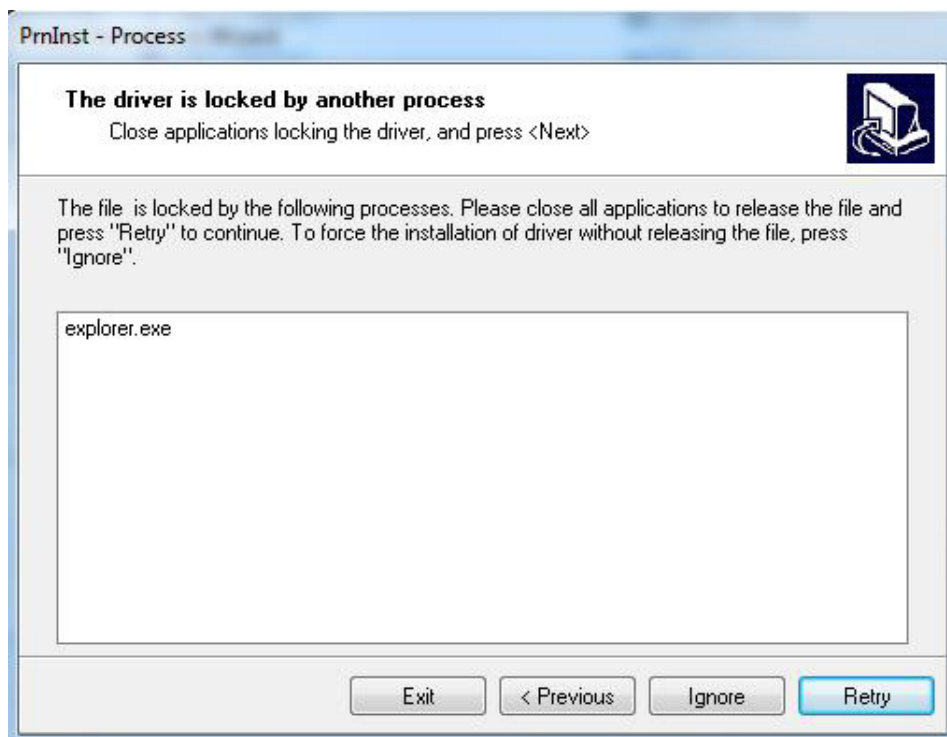 PrnInst - Process
The driver is locked by another process
Close applications locking the driver, and press <Next>
The file  is locked by the following processes. Please close all applications to release the file and
press "Retry" to continue. To force the installation of driver without releasing the file, press
"Ignore".
explorer.exe
Exit
< Previous
Ignore
Retry